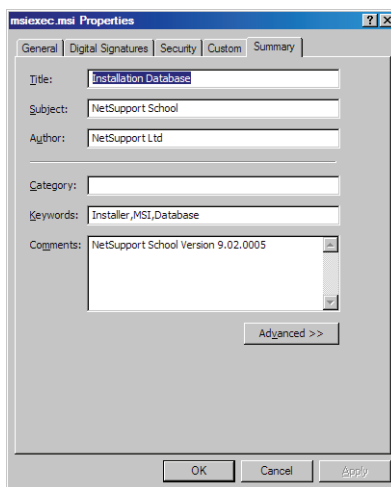 msiexec.msi Properties
General Digital Signatures Security Custom Summary
Title: Installation Database
Subject: NetSupport School
Author: NetSupport Ltd
Category:
Keywords: Installer,MSI,Database
Comments: NetSupport School Version 9.02.0005
Advanced >>
OK Cancel Apply